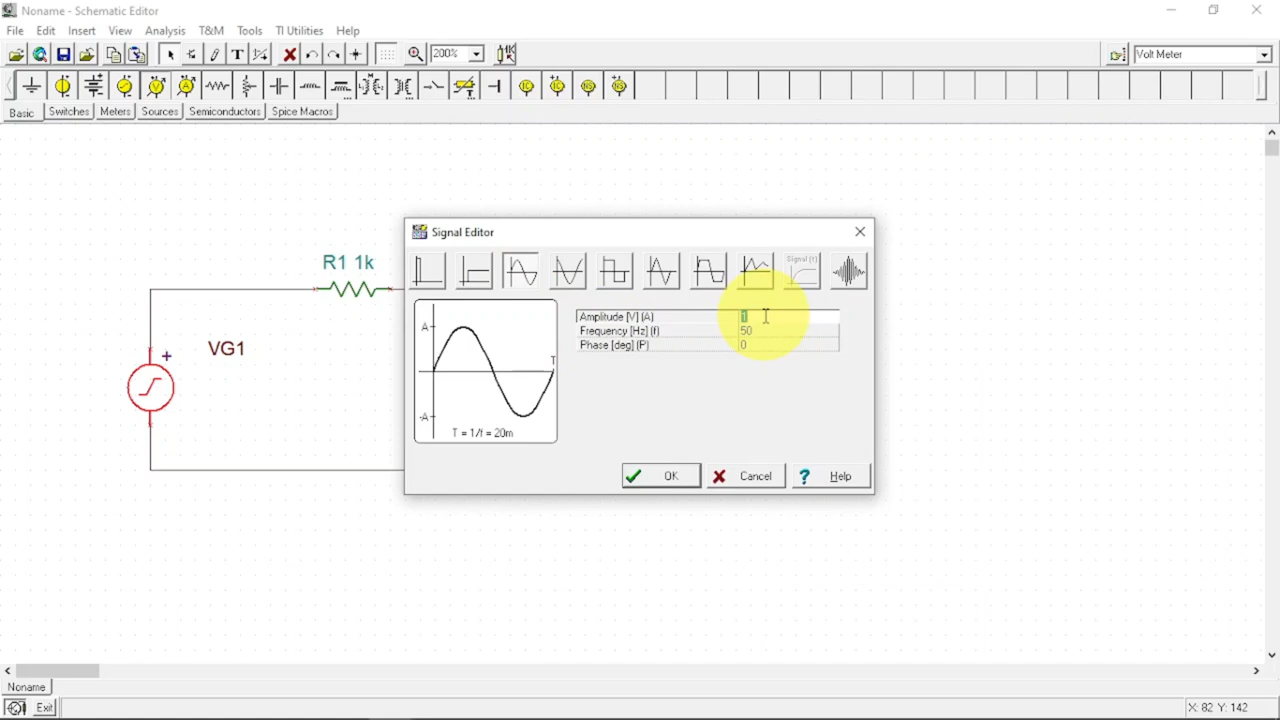 Noname - Schematic Editor
File Edit Insert View Analysis T&M Tools TI Utilities Help
200% Volt Meter
Basic Switches Meters Sources Semiconductors Spice Macros
R1 1k
VG1
+
Signal Editor
Signal (t)
A
-A
T
T = 1/f = 20m
Amplitude [V] (A) 1
Frequency [Hz] (f) 50
Phase [deg] (P) 0
OK Cancel ? Help
Noname
Exit X: 82 Y: 142